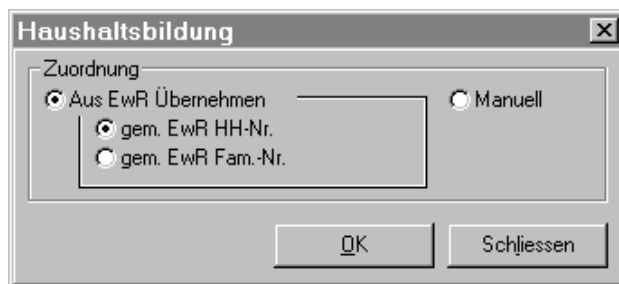 Haushaltsbildung
Zuordnung
Aus EwR Übernehmen
Manuell
gem. EwR HH-Nr.
gem. EwR Fam.-Nr.
OK
Schliessen